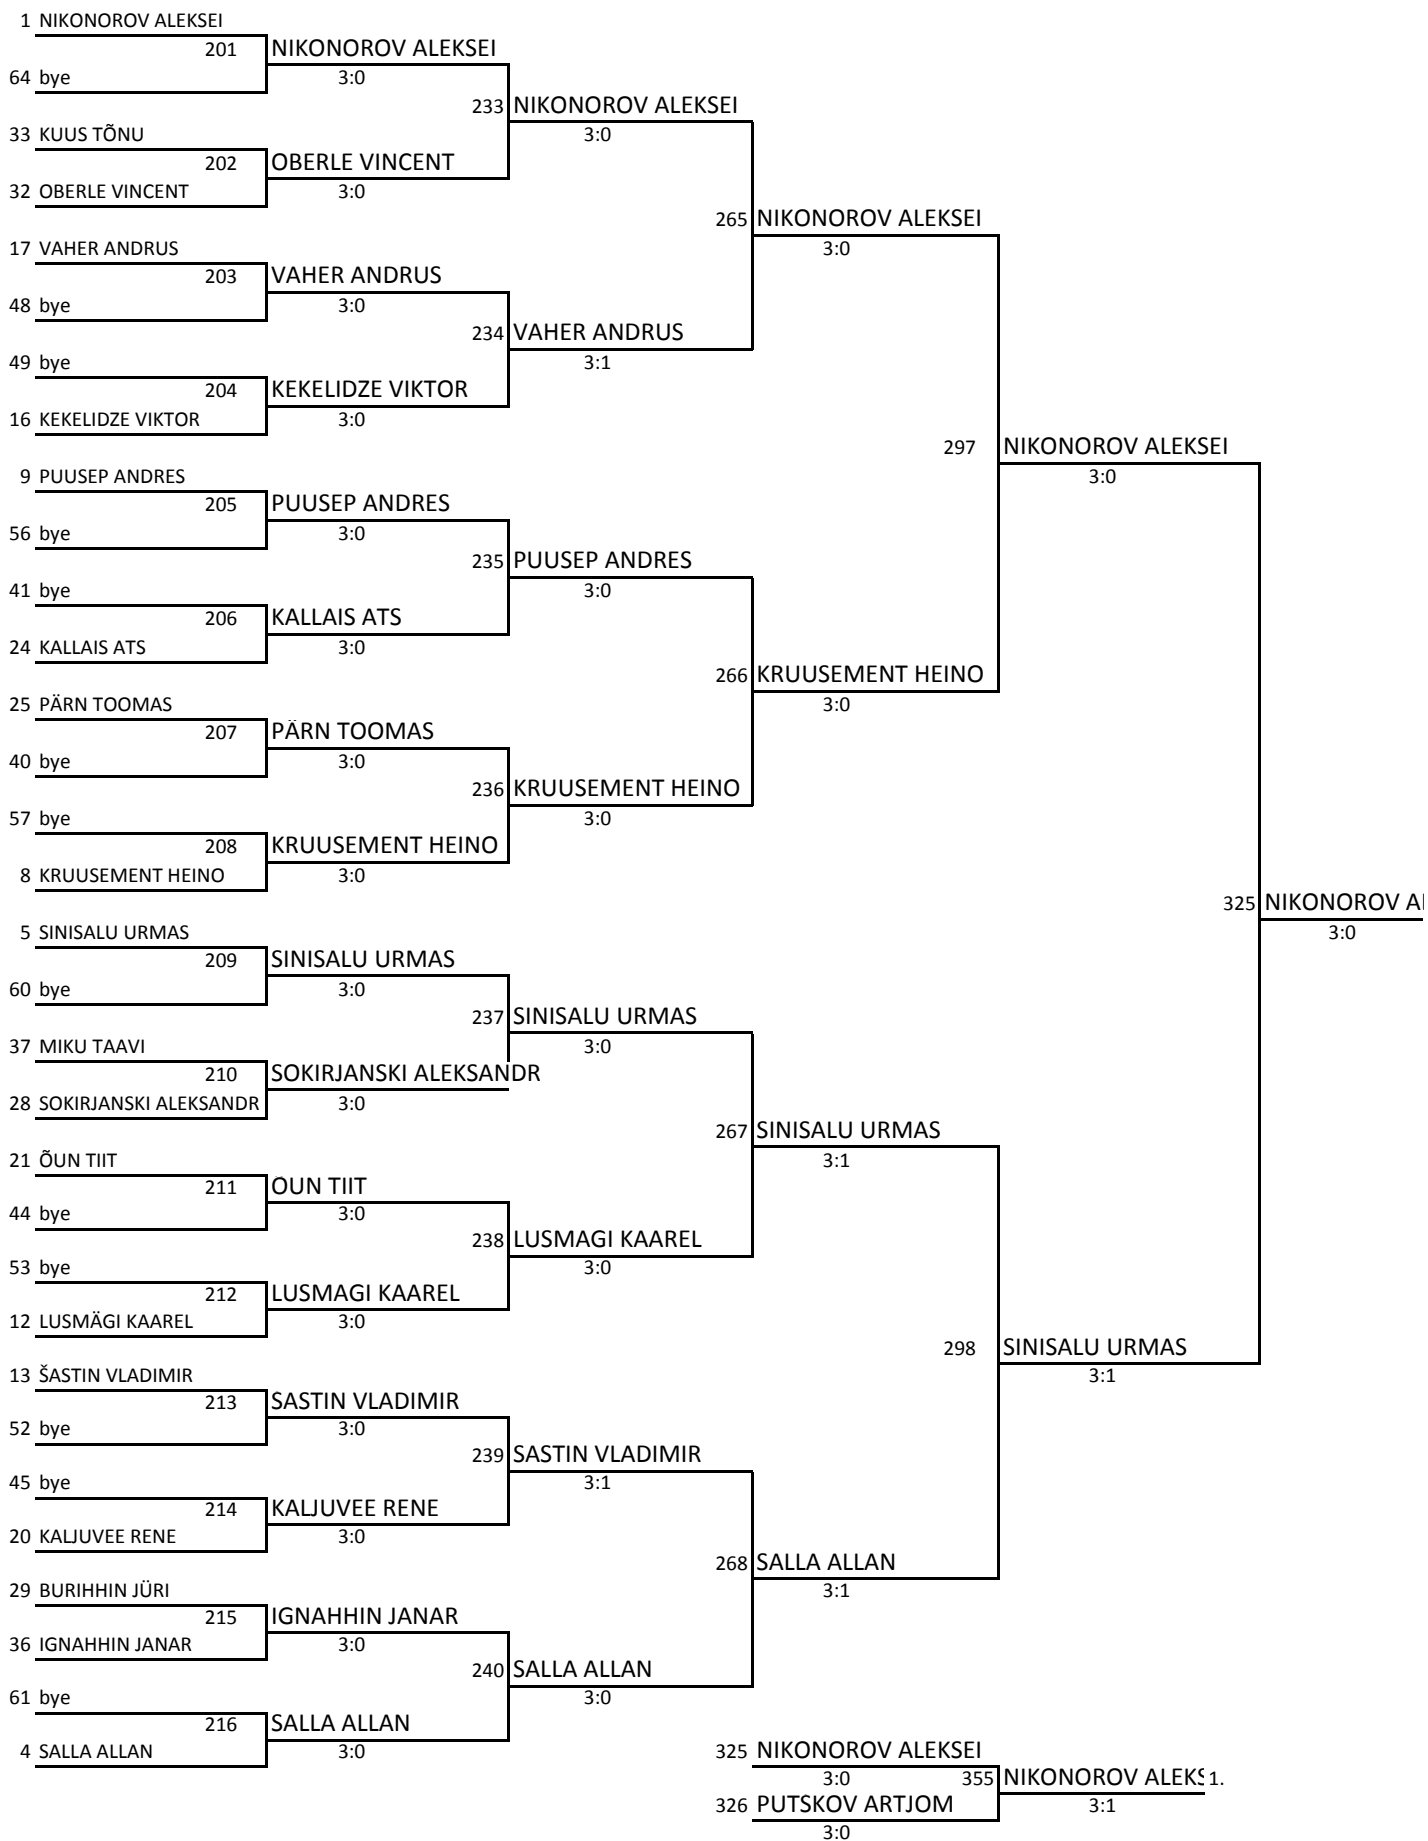 1 NIKONOROV ALEKSEI
201 NIKONOROV ALEKSEI
64 bye
3:0
233 NIKONOROV ALEKSEI
33 KUUS TÕNU
3:0
202 OBERLE VINCENT
32 OBERLE VINCENT
3:0
265 NIKONOROV ALEKSEI
17 VAHER ANDRUS
3:0
203 VAHER ANDRUS
48 bye
3:0
234 VAHER ANDRUS
49 bye
3:1
204 KEKELIDZE VIKTOR
16 KEKELIDZE VIKTOR
3:0
297 NIKONOROV ALEKSEI
9 PUUSEP ANDRES
3:0
205 PUUSEP ANDRES
56 bye
3:0
235 PUUSEP ANDRES
41 bye
3:0
206 KALLAIS ATS
24 KALLAIS ATS
3:0
266 KRUUSEMENT HEINO
25 PÄRN TOOMAS
3:0
207 PÄRN TOOMAS
40 bye
3:0
236 KRUUSEMENT HEINO
57 bye
3:0
208 KRUUSEMENT HEINO
8 KRUUSEMENT HEINO
3:0
325 NIKONOROV
5 SINISALU URMAS
3:0
209 SINISALU URMAS
60 bye
3:0
237 SINISALU URMAS
37 MIKU TAAVI
3:0
210 SOKIRJANSKI ALEKSANDR
28 SOKIRJANSKI ALEKSANDR
3:0
267 SINISALU URMAS
21 ÕUN TIIT
3:1
211 OUN TIIT
44 bye
3:0
238 LUSMAGI KAAREL
53 bye
3:0
212 LUSMAGI KAAREL
12 LUSMÄGI KAAREL
3:0
298 SINISALU URMAS
13 ŠASTIN VLADIMIR
3:1
213 SASTIN VLADIMIR
52 bye
3:0
239 SASTIN VLADIMIR
45 bye
3:1
214 KALJUVEE RENE
20 KALJUVEE RENE
3:0
268 SALLA ALLAN
29 BURIHHIN JÜRI
3:1
215 IGNAHHIN JANAR
36 IGNAHHIN JANAR
3:0
240 SALLA ALLAN
61 bye
3:0
216 SALLA ALLAN
4 SALLA ALLAN
3:0
325 NIKONOROV ALEKSEI
3:0
355 NIKONOROV ALEKS 1.
326 PUTSKOV ARTJOM
3:1
3:0